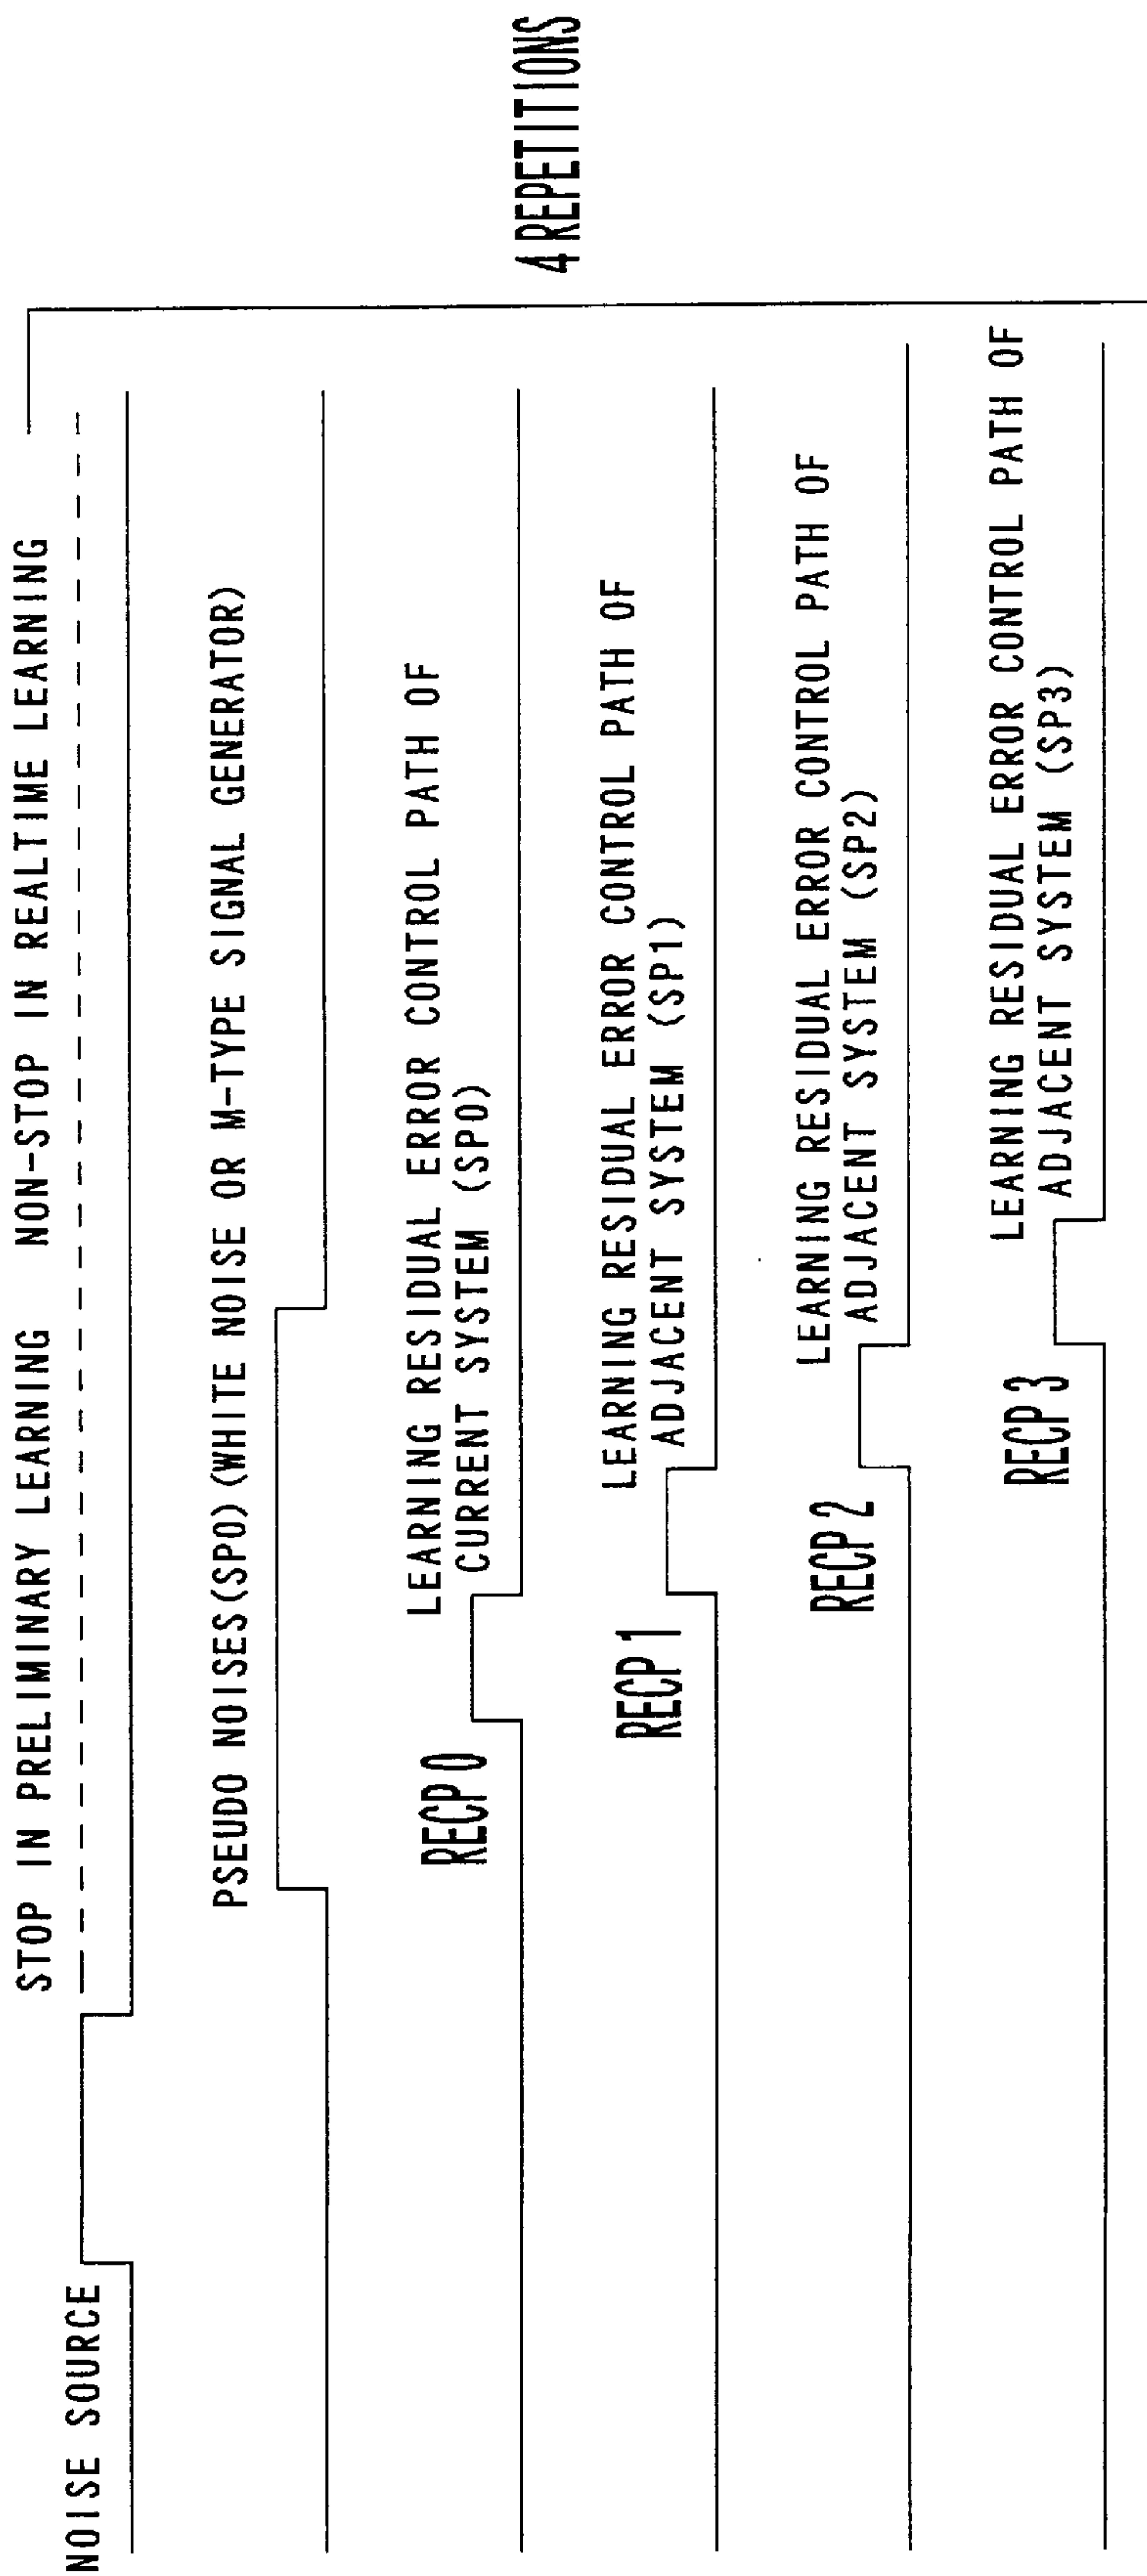 STOP IN PRELIMINARY LEARNING NON-STOP IN REALTIME LEARNING
NOISE SOURCE
PSEUDO NOISES(SP0)(WHITE NOISE OR M-TYPE SIGNAL GENERATOR)
LEARNING RESIDUAL ERROR CONTROL PATH OF
CURRENT SYSTEM (SP0)
RECP 0
LEARNING RESIDUAL ERROR CONTROL PATH OF
ADJACENT SYSTEM (SP1)
RECP 1
LEARNING RESIDUAL ERROR CONTROL PATH OF
ADJACENT SYSTEM (SP2)
RECP 2
LEARNING RESIDUAL ERROR CONTROL PATH OF
ADJACENT SYSTEM (SP3)
RECP 3
4 REPETITIONS